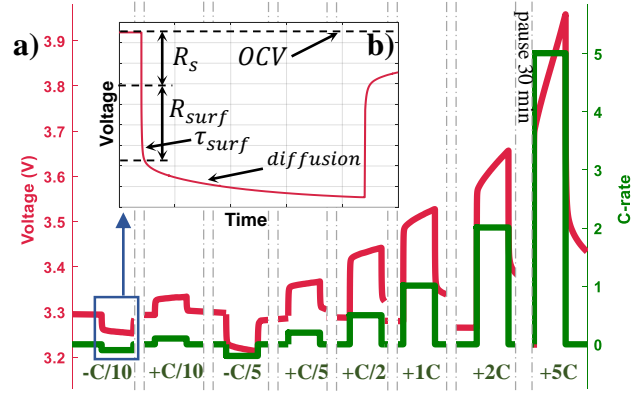 a)
b)
OCV
R_s
R_surf
τ_surf
diffusion
Voltage
Time
pause 30 min
Voltage (V)
3.9
3.8
3.7
3.6
3.5
3.4
3.3
3.2
C-rate
5
4
3
2
1
0
-C/10 +C/10 -C/5 +C/5 +C/2 +1C +2C +5C